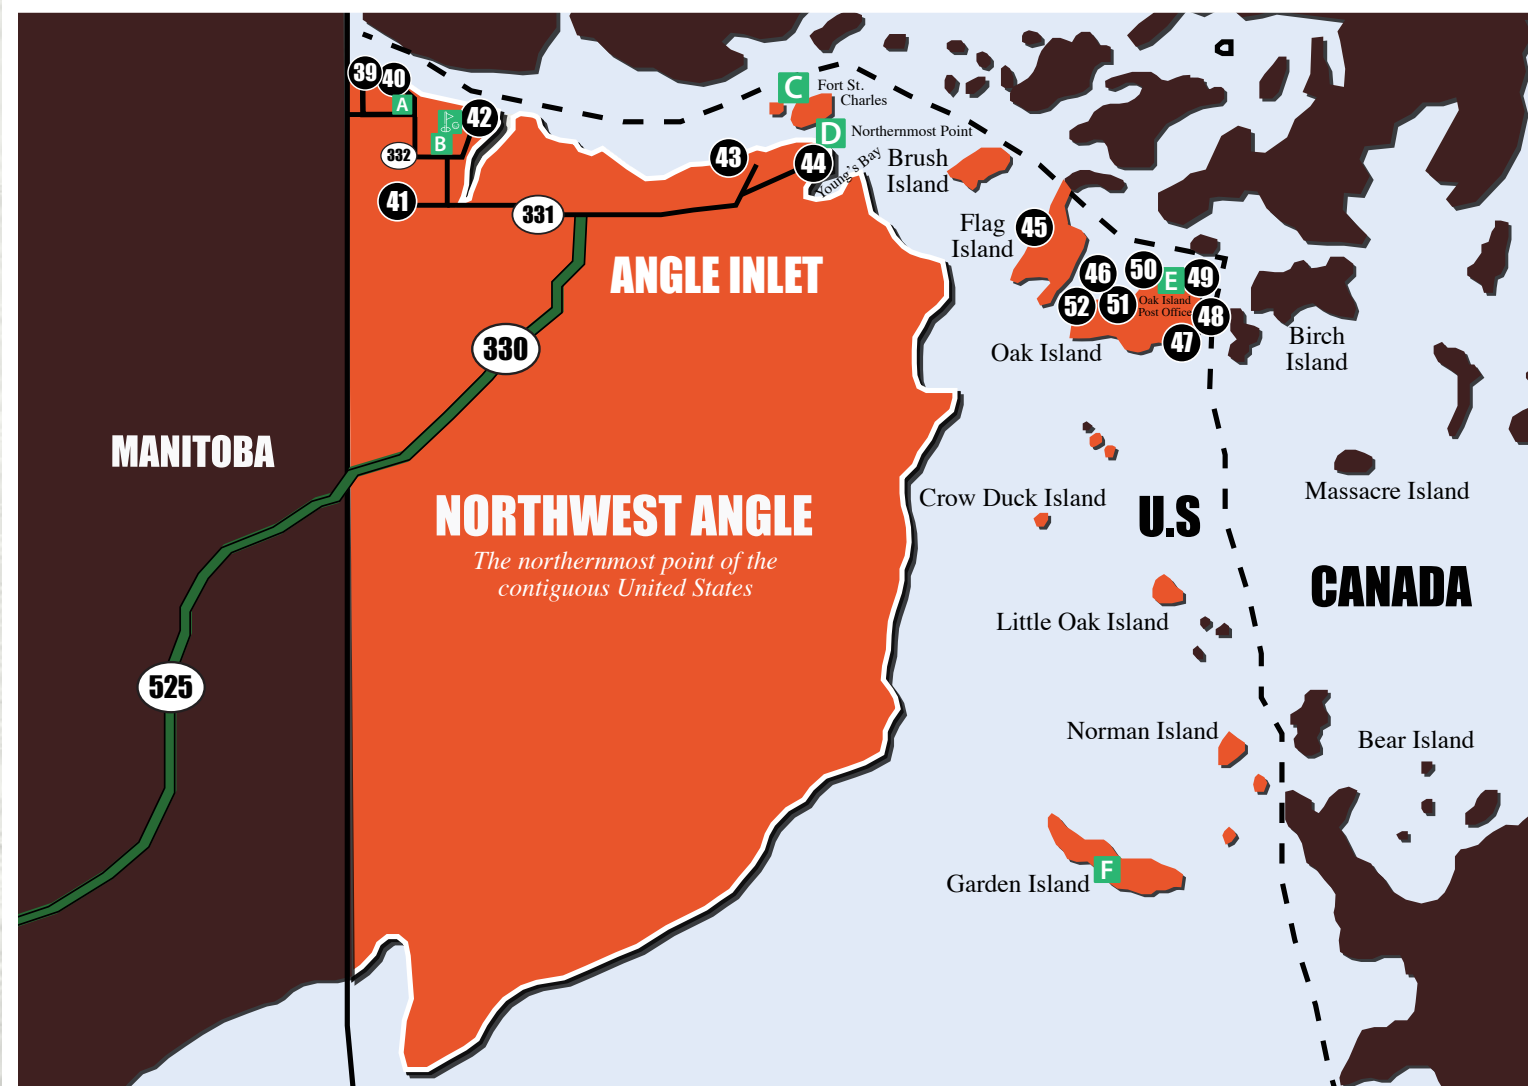 39
40
A
42
B
332
41
331
C
Fort St.
Charles
D
Northernmost Point
43
44
Young's Bay
Brush
Island
Flag
Island
45
46
50
E
49
52
51
Oak Island
Post Office
48
47
Oak Island
Birch
Island
ANGLE INLET
330
MANITOBA
NORTHWEST ANGLE
The northernmost point of the
contiguous United States
525
Crow Duck Island
U.S
Massacre Island
CANADA
Little Oak Island
Norman Island
Bear Island
Garden Island
F